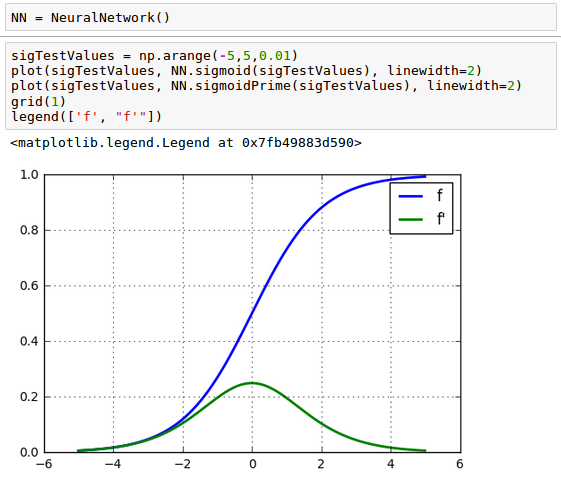 NN = NeuralNetwork()
sigTestValues = np.arange(-5,5,0.01)
plot(sigTestValues, NN.sigmoid(sigTestValues), linewidth=2)
plot(sigTestValues, NN.sigmoidPrime(sigTestValues), linewidth=2)
grid(1)
legend(['f', "f'"])
<matplotlib.legend.Legend at 0x7fb49883d590>
1.0
f
f'
0.8
0.6
0.4
0.2
0.0
−6 −4 −2 0 2 4 6